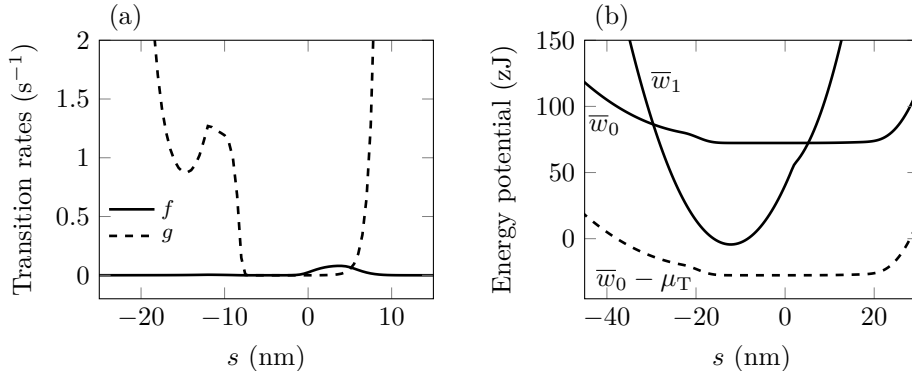 (a)
Transition rates (s⁻¹)
2
1.5
1
0.5
0
f
g
−20
−10
0
10
s (nm)
(b)
Energy potential (zJ)
150
100
50
0
w̅₁
w̅₀
w̅₀ − μ_T
−40
−20
0
20
s (nm)